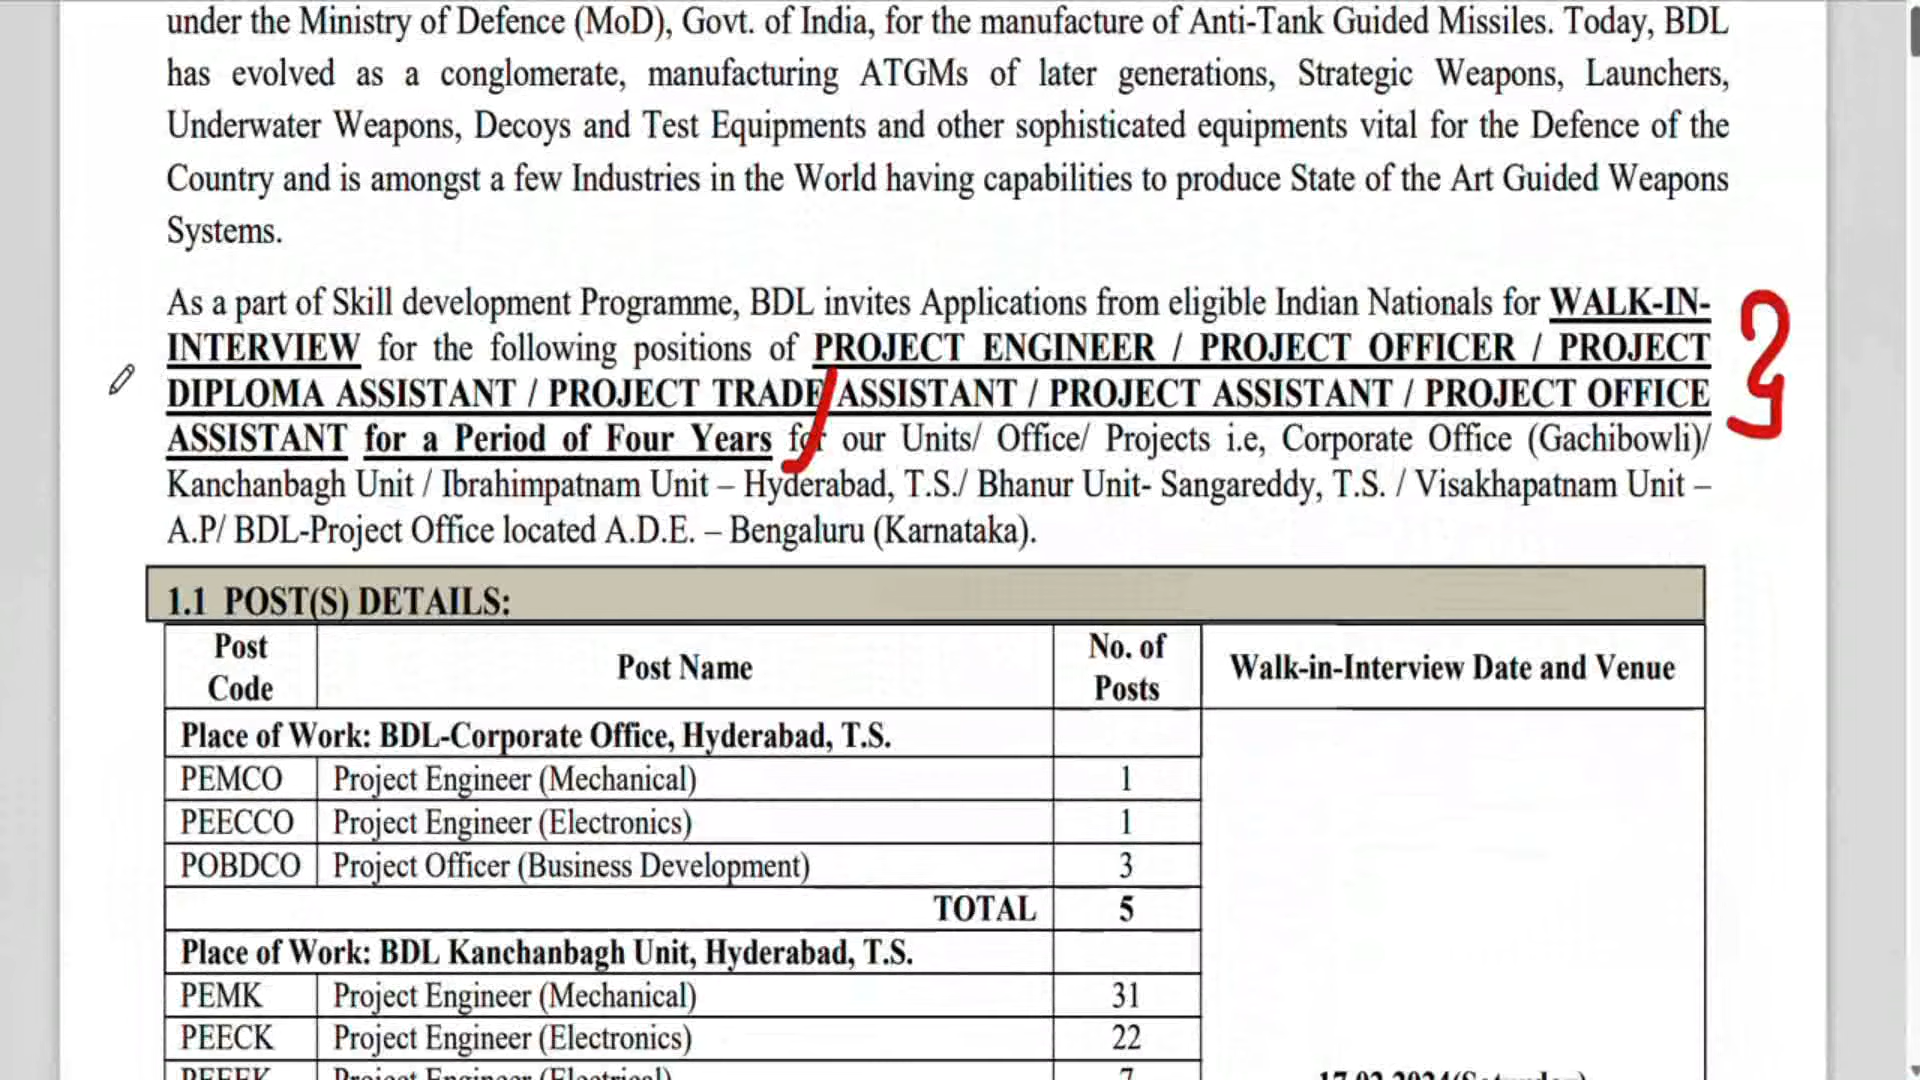 under the Ministry of Defence (MoD), Govt. of India, for the manufacture of Anti-Tank Guided Missiles. Today, BDL
has evolved as a conglomerate, manufacturing ATGMs of later generations, Strategic Weapons, Launchers,
Underwater Weapons, Decoys and Test Equipments and other sophisticated equipments vital for the Defence of the
Country and is amongst a few Industries in the World having capabilities to produce State of the Art Guided Weapons
Systems.
As a part of Skill development Programme, BDL invites Applications from eligible Indian Nationals for WALK-IN-
INTERVIEW for the following positions of PROJECT ENGINEER / PROJECT OFFICER / PROJECT
DIPLOMA ASSISTANT / PROJECT TRADE ASSISTANT / PROJECT ASSISTANT / PROJECT OFFICE
ASSISTANT for a Period of Four Years for our Units/ Office/ Projects i.e, Corporate Office (Gachibowli)/
Kanchanbagh Unit / Ibrahimpatnam Unit – Hyderabad, T.S./ Bhanur Unit- Sangareddy, T.S. / Visakhapatnam Unit –
A.P/ BDL-Project Office located A.D.E. – Bengaluru (Karnataka).
1.1 POST(S) DETAILS:
Post Code Post Name No. of Posts Walk-in-Interview Date and Venue
Place of Work: BDL-Corporate Office, Hyderabad, T.S.
PEMCO Project Engineer (Mechanical) 1
PEECCO Project Engineer (Electronics) 1
POBDCO Project Officer (Business Development) 3
TOTAL 5
Place of Work: BDL Kanchanbagh Unit, Hyderabad, T.S.
PEMK Project Engineer (Mechanical) 31
PEECK Project Engineer (Electronics) 22
Project Engineer (Electrical) 7 17.02.2024(Saturday)